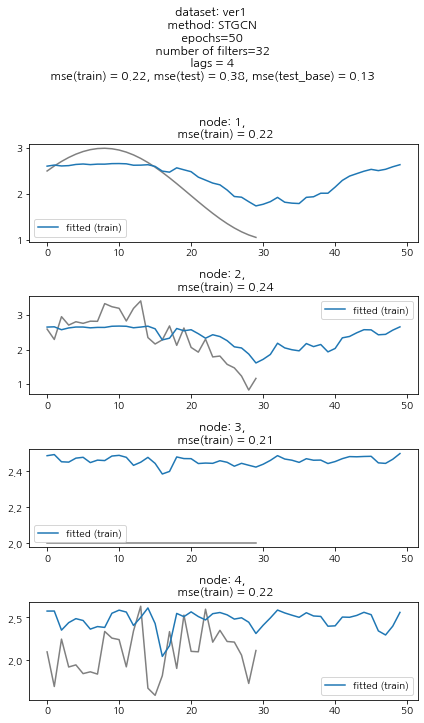 dataset: ver1
method: STGCN
epochs=50
number of filters=32
lags = 4
mse(train) = 0.22, mse(test) = 0.38, mse(test_base) = 0.13
node: 1,
mse(train) = 0.22
3
2
1
fitted (train)
0 10 20 30 40 50
node: 2,
mse(train) = 0.24
3
2
1
fitted (train)
0 10 20 30 40 50
node: 3,
mse(train) = 0.21
2.4
2.2
2.0
fitted (train)
0 10 20 30 40 50
node: 4,
mse(train) = 0.22
2.5
2.0
fitted (train)
0 10 20 30 40 50